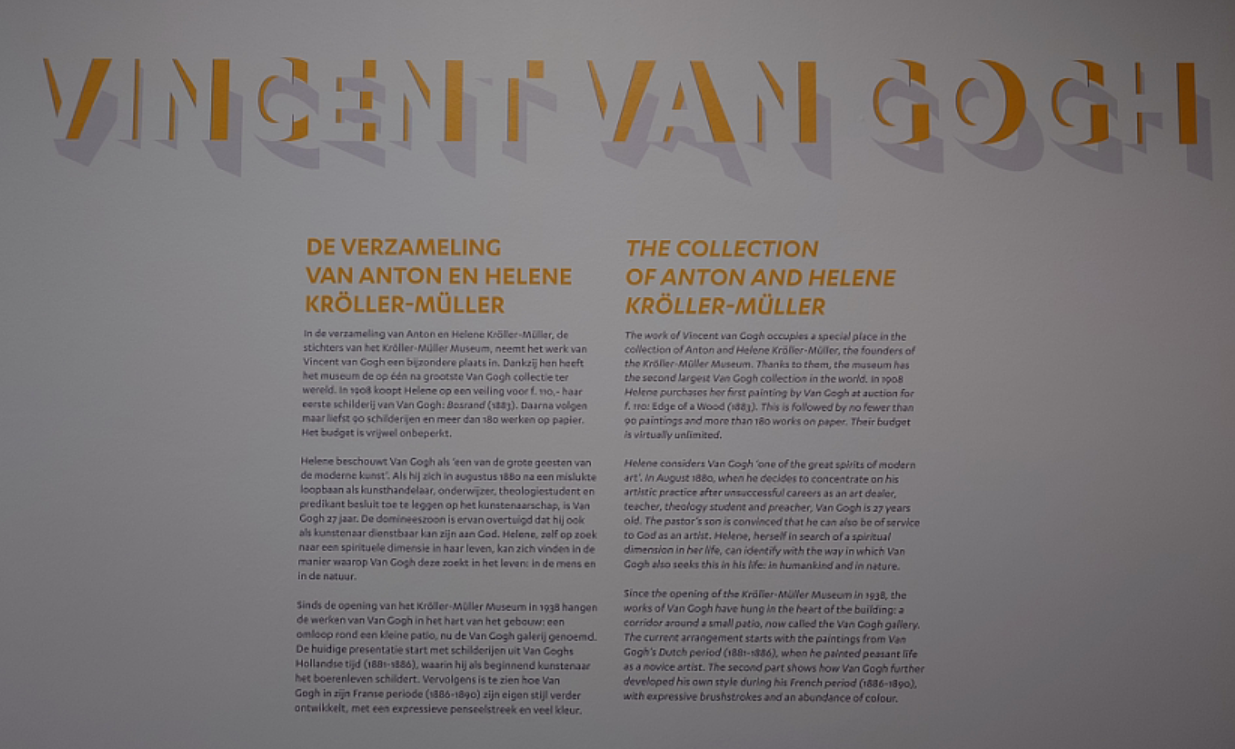 VINCENT VAN GOGH
DE VERZAMELING
VAN ANTON EN HELENE
KRÖLLER-MÜLLER
In de verzameling van Anton en Helene Kröller-Müller, de
stichters van het Kröller-Müller Museum, neemt het werk van
Vincent van Gogh een bijzondere plaats in. Dankzij hen heeft
het museum de op één na grootste Van Gogh collectie ter
wereld. In 1908 koopt Helene op een veiling voor f. 110,- haar
eerste schilderij van Van Gogh: Bosrand (1883). Daarna volgen
maar liefst 90 schilderijen en meer dan 180 werken op papier.
Het budget is vrijwel onbeperkt.
Helene beschouwt Van Gogh als 'een van de grote geesten van
de moderne kunst'. Als hij zich in augustus 1880 na een mislukte
loopbaan als kunsthandelaar, onderwijzer, theologiestudent en
predikant besluit toe te leggen op het kunstenaarschap, is Van
Gogh 27 jaar. De domineeszoon is ervan overtuigd dat hij ook
als kunstenaar dienstbaar kan zijn aan God. Helene, zelf op zoek
naar een spirituele dimensie in haar leven, kan zich vinden in de
manier waarop Van Gogh deze zoekt in het leven: in de mens en
in de natuur.
Sinds de opening van het Kröller-Müller Museum in 1938 hangen
de werken van Van Gogh in het hart van het gebouw: een
omloop rond een kleine patio, nu de Van Gogh galerij genoemd.
De huidige presentatie start met schilderijen uit Van Goghs
Hollandse tijd (1881-1886), waarin hij als beginnend kunstenaar
het boerenleven schildert. Vervolgens is te zien hoe Van
Gogh in zijn Franse periode (1886-1890) zijn eigen stijl verder
ontwikkelt, met een expressieve penseelstreek en veel kleur.
THE COLLECTION
OF ANTON AND HELENE
KRÖLLER-MÜLLER
The work of Vincent van Gogh occupies a special place in the
collection of Anton and Helene Kröller-Müller, the founders of
the Kröller-Müller Museum. Thanks to them, the museum has
the second largest Van Gogh collection in the world. In 1908
Helene purchases her first painting by Van Gogh at auction for
f. 110: Edge of a Wood (1883). This is followed by no fewer than
90 paintings and more than 180 works on paper. Their budget
is virtually unlimited.
Helene considers Van Gogh 'one of the great spirits of modern
art'. In August 1880, when he decides to concentrate on his
artistic practice after unsuccessful careers as an art dealer,
teacher, theology student and preacher, Van Gogh is 27 years
old. The pastor's son is convinced that he can also be of service
to God as an artist. Helene, herself in search of a spiritual
dimension in her life, can identify with the way in which Van
Gogh also seeks this in his life: in humankind and in nature.
Since the opening of the Kröller-Müller Museum in 1938, the
works of Van Gogh have hung in the heart of the building: a
corridor around a small patio, now called the Van Gogh gallery.
The current arrangement starts with the paintings from Van
Gogh's Dutch period (1881-1886), when he painted peasant life
as a novice artist. The second part shows how Van Gogh further
developed his own style during his French period (1886-1890),
with expressive brushstrokes and an abundance of colour.